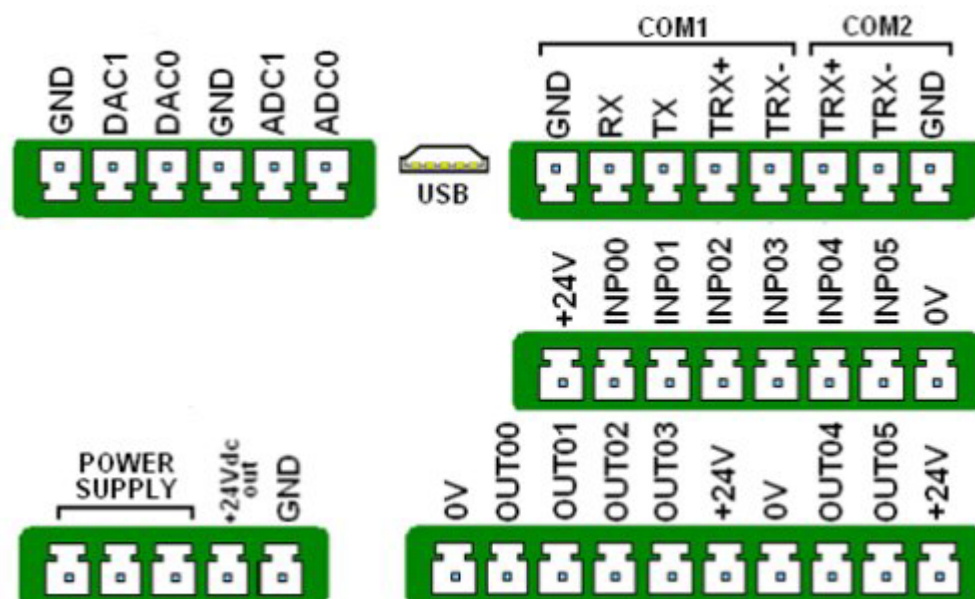 COM1 COM2
GND DAC1 DAC0 GND ADC1 ADC0
GND RX TX TRX+ TRX- TRX+ TRX- GND
USB
+24V INP00 INP01 INP02 INP03 INP04 INP05 0V
POWER
SUPPLY
+24Vdc
out
GND
0V OUT00 OUT01 OUT02 OUT03 +24V 0V OUT04 OUT05 +24V